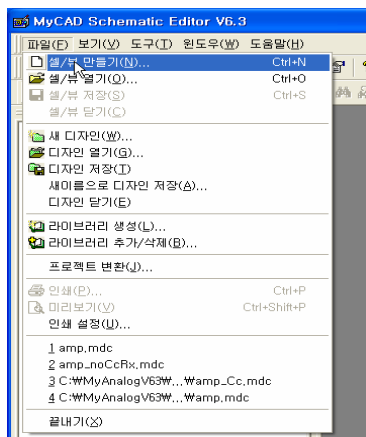 MyCAD Schematic Editor V6.3
파일(F) 보기(V) 도구(T) 윈도우(W) 도움말(H)
셀/뷰 만들기(N)... Ctrl+N
셀/뷰 열기(O)... Ctrl+O
셀/뷰 저장(S) Ctrl+S
셀/뷰 닫기(C)
새 디자인(W)...
디자인 열기(G)...
디자인 저장(T)
새이름으로 디자인 저장(A)...
디자인 닫기(E)
라이브러리 생성(L)...
라이브러리 추가/삭제(B)...
프로젝트 변환(J)...
인쇄(P)... Ctrl+P
미리보기(V) Ctrl+Shift+P
인쇄 설정(U)...
1 amp.mdc
2 amp_noCcRx.mdc
3 C:₩MyAnalogV63₩...₩amp_Cc.mdc
4 C:₩MyAnalogV63₩...₩amp.mdc
끝내기(X)